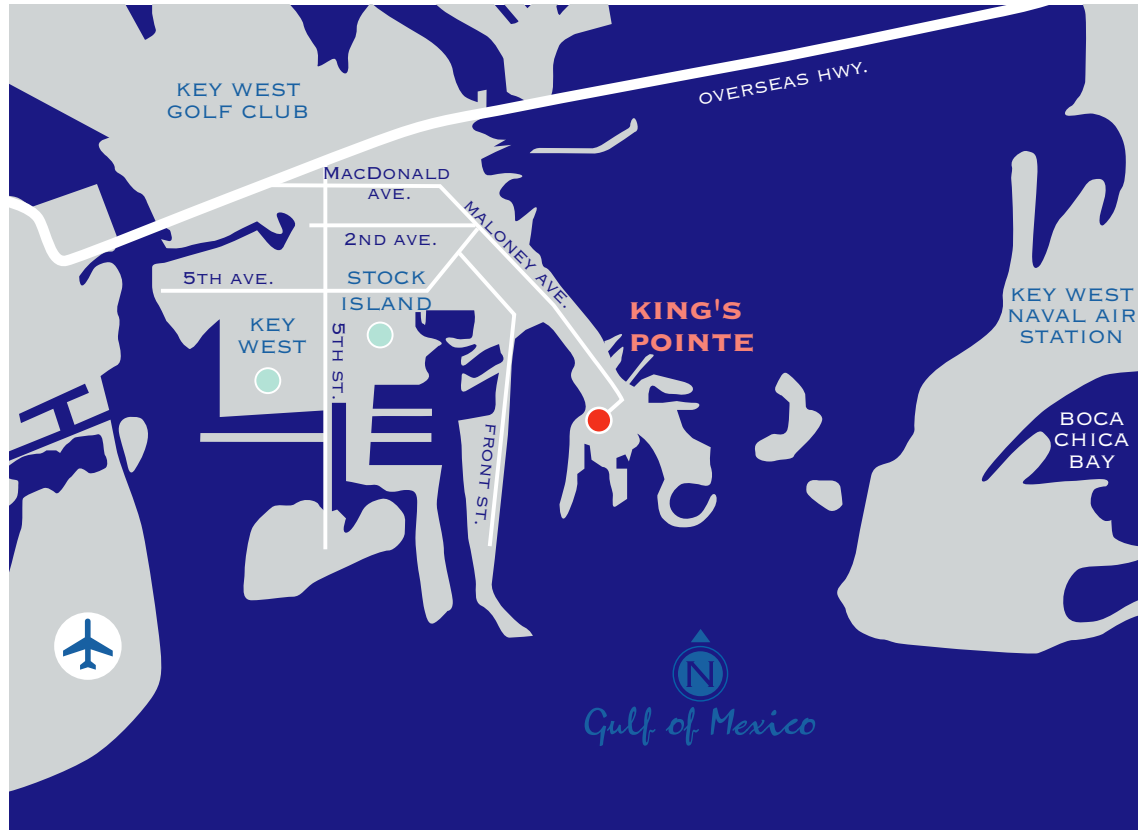 KEY WEST
GOLF CLUB
OVERSEAS HWY.
MACDONALD
AVE.
MALONEY AVE.
2ND AVE.
5TH AVE.
STOCK
ISLAND
KEY
WEST
5TH ST.
KING'S
POINTE
KEY WEST
NAVAL AIR
STATION
FRONT ST.
BOCA
CHICA
BAY
N
Gulf of Mexico